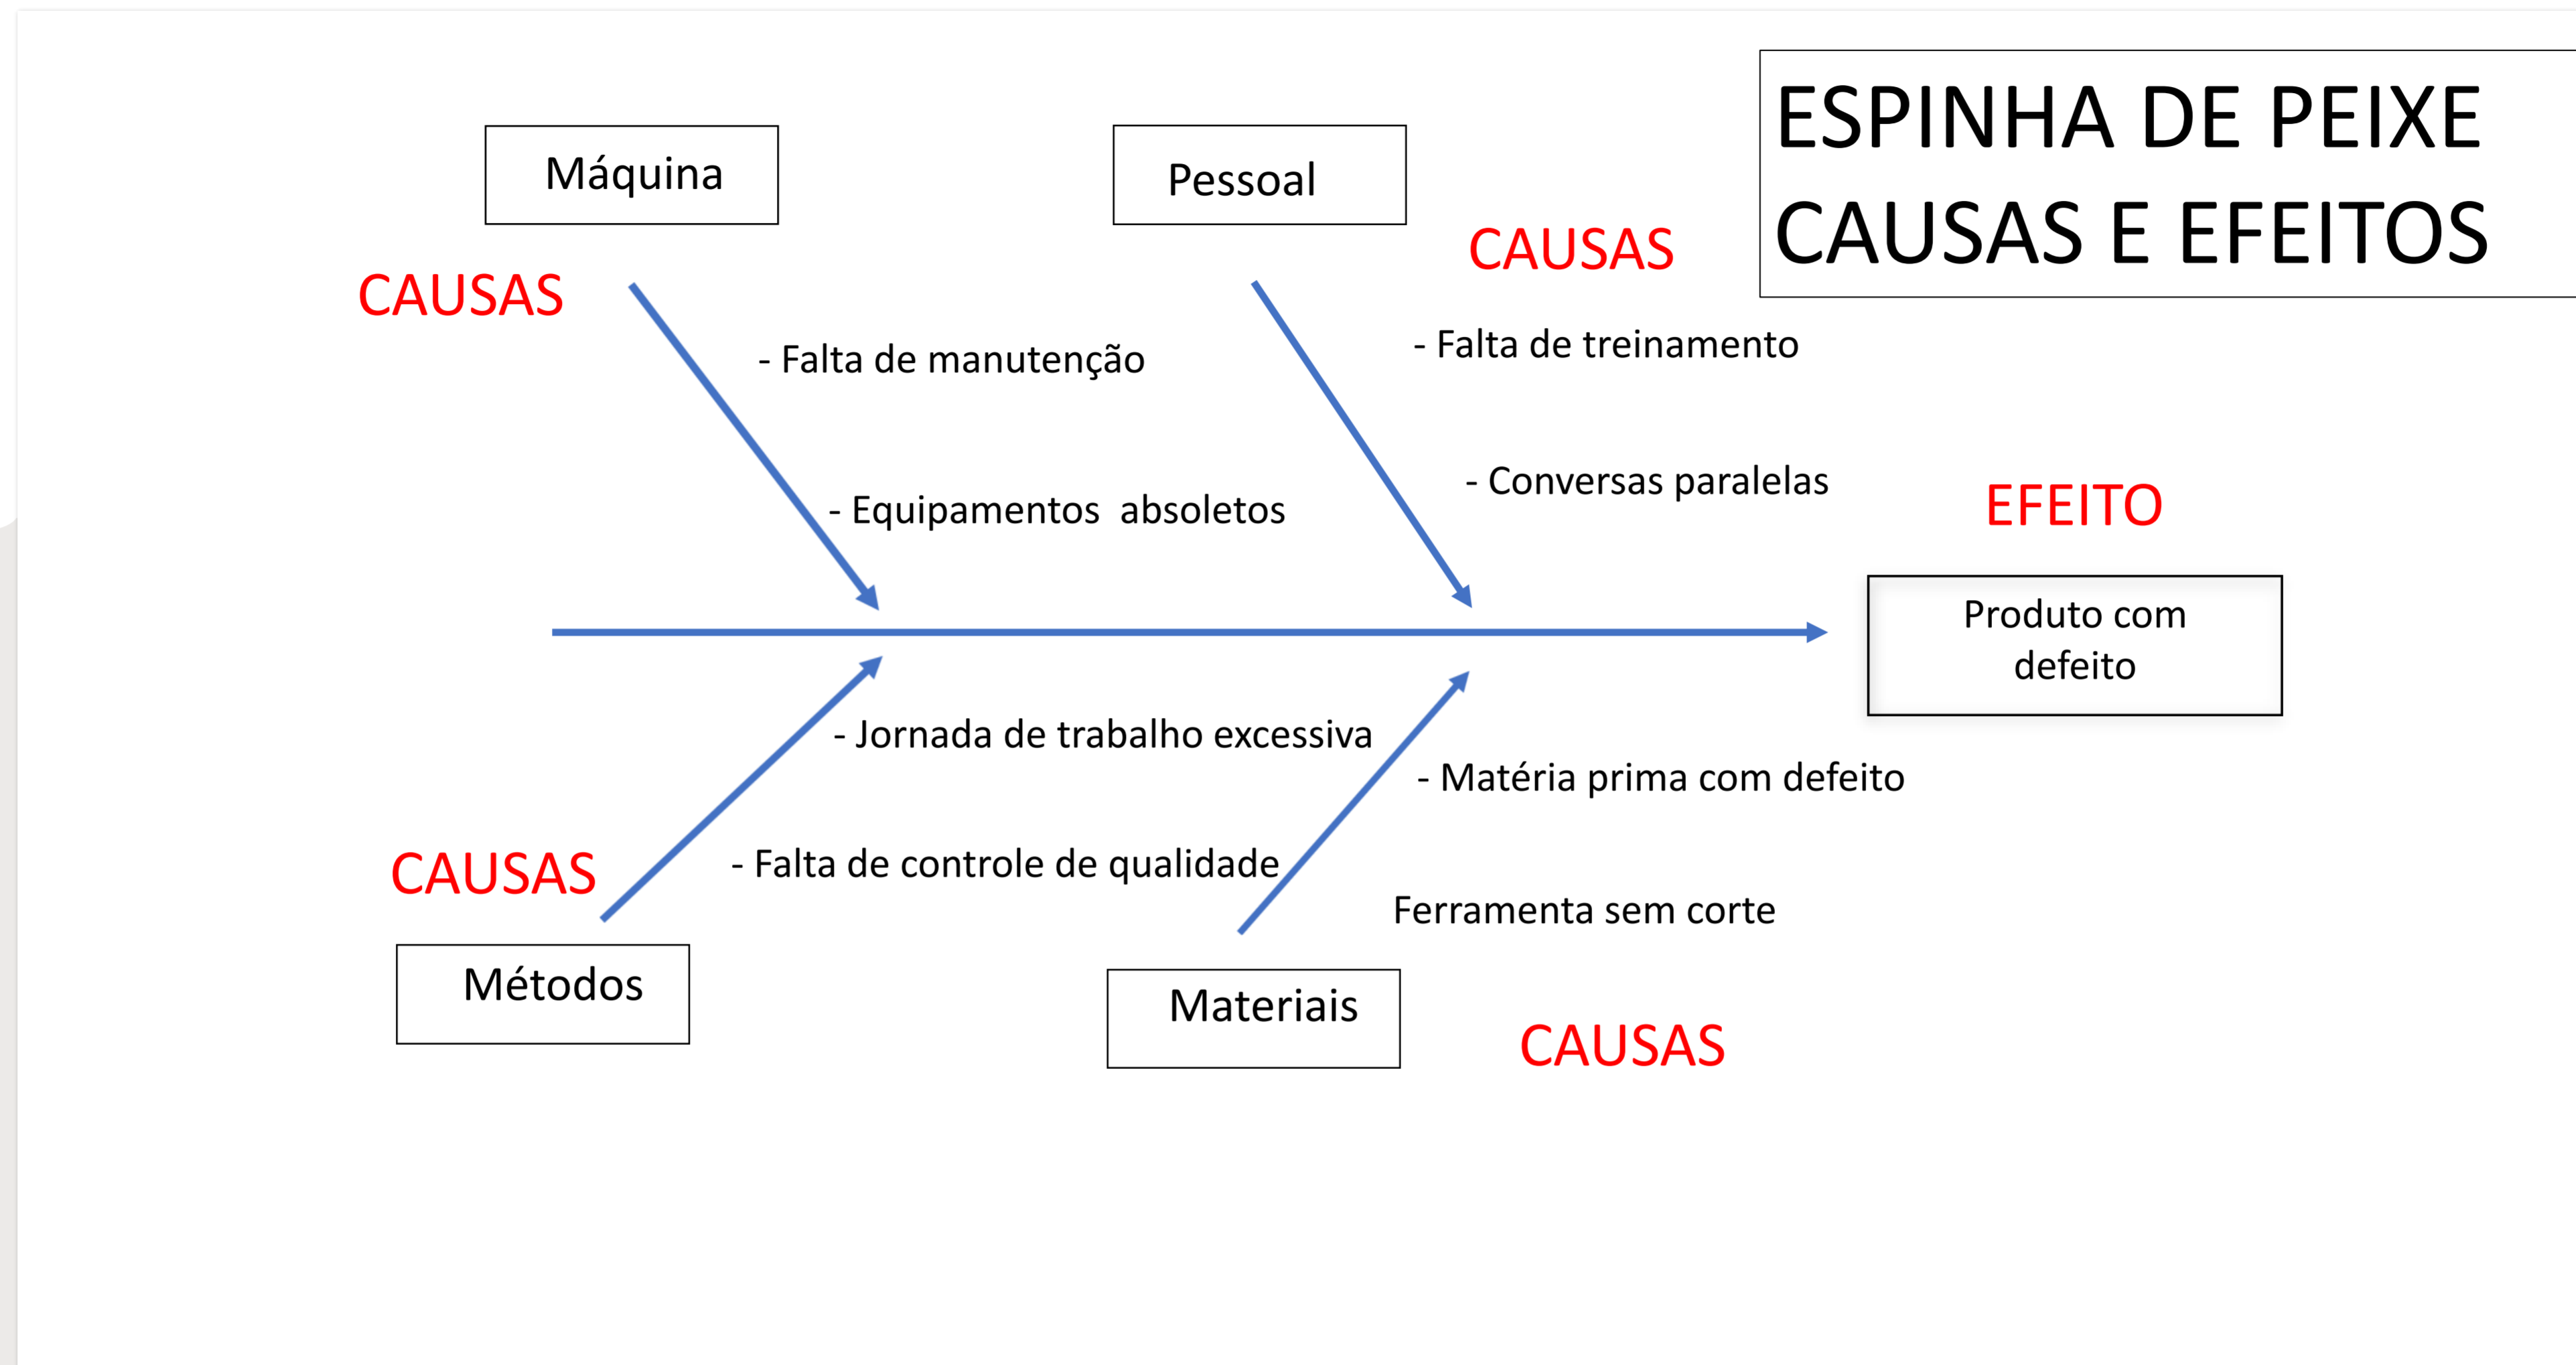 ESPINHA DE PEIXE
CAUSAS E EFEITOS
Máquina
Pessoal
CAUSAS
CAUSAS
- Falta de manutenção
- Falta de treinamento
- Equipamentos  absoletos
- Conversas paralelas
EFEITO
Produto com
defeito
- Jornada de trabalho excessiva
- Matéria prima com defeito
- Falta de controle de qualidade
Ferramenta sem corte
CAUSAS
Métodos
Materiais
CAUSAS